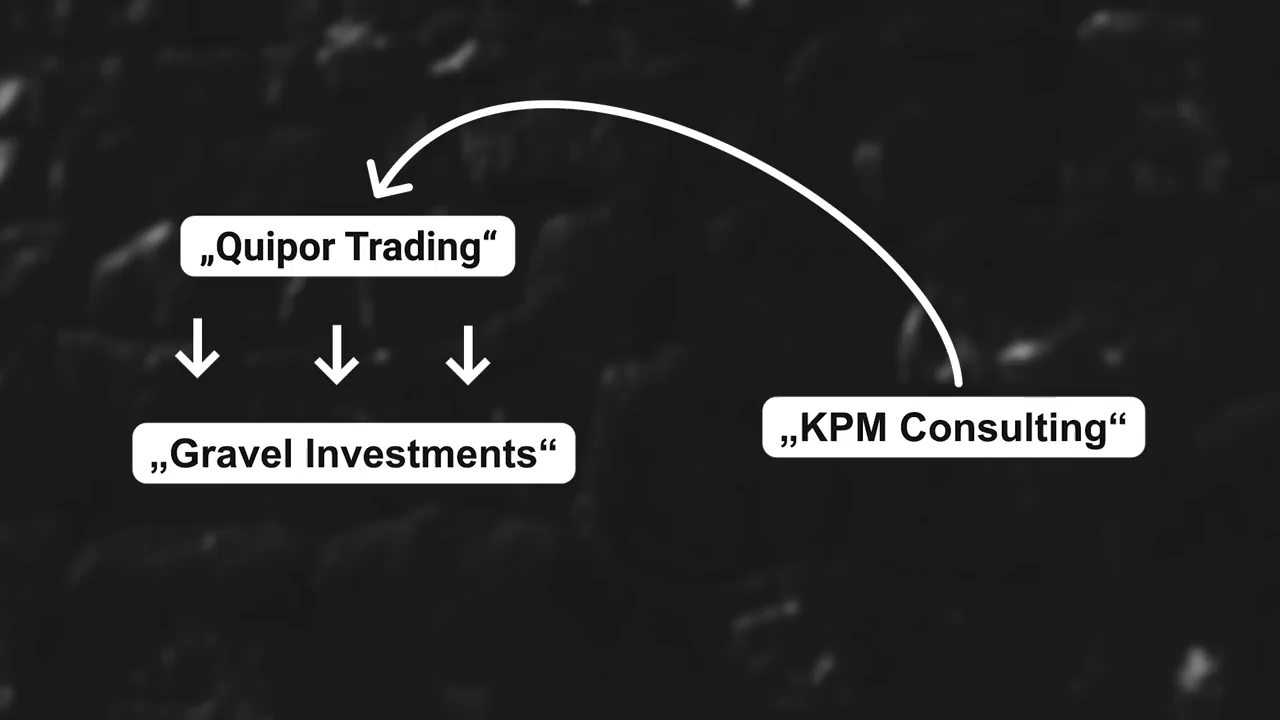 „Quipor Trading“
„Gravel Investments“
„KPM Consulting“